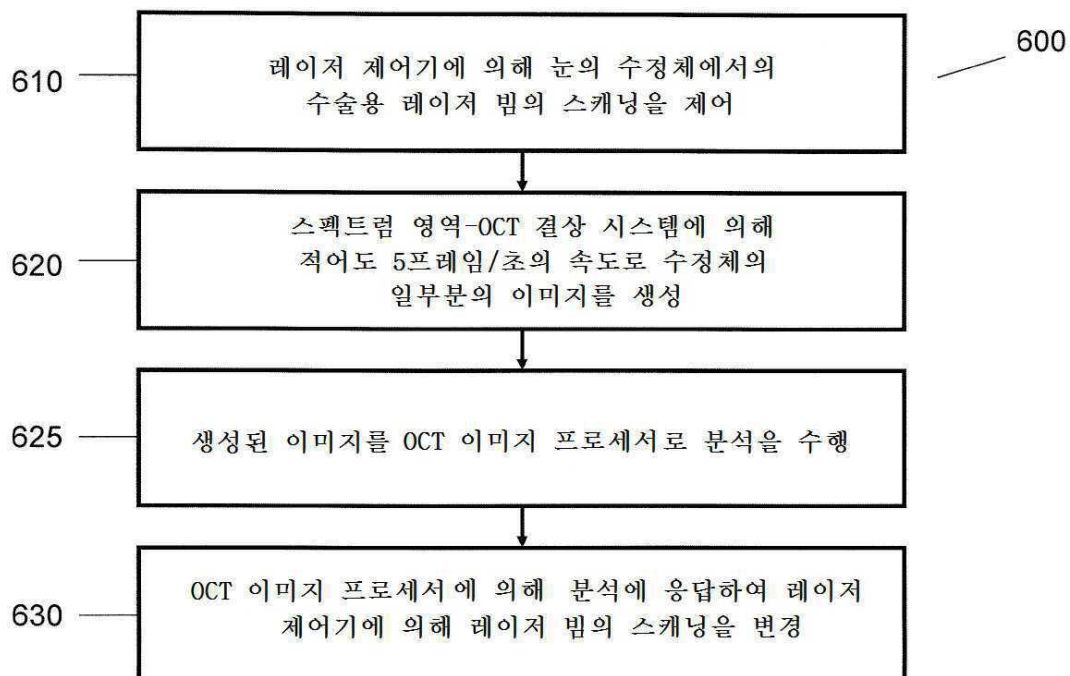 600
610
레이저 제어기에 의해 눈의 수정체에서의
수술용 레이저 빔의 스캐닝을 제어
620
스펙트럼 영역-OCT 결상 시스템에 의해
적어도 5프레임/초의 속도로 수정체의
일부분의 이미지를 생성
625
생성된 이미지를 OCT 이미지 프로세서로 분석을 수행
630
OCT 이미지 프로세서에 의해 분석에 응답하여 레이저
제어기에 의해 레이저 빔의 스캐닝을 변경